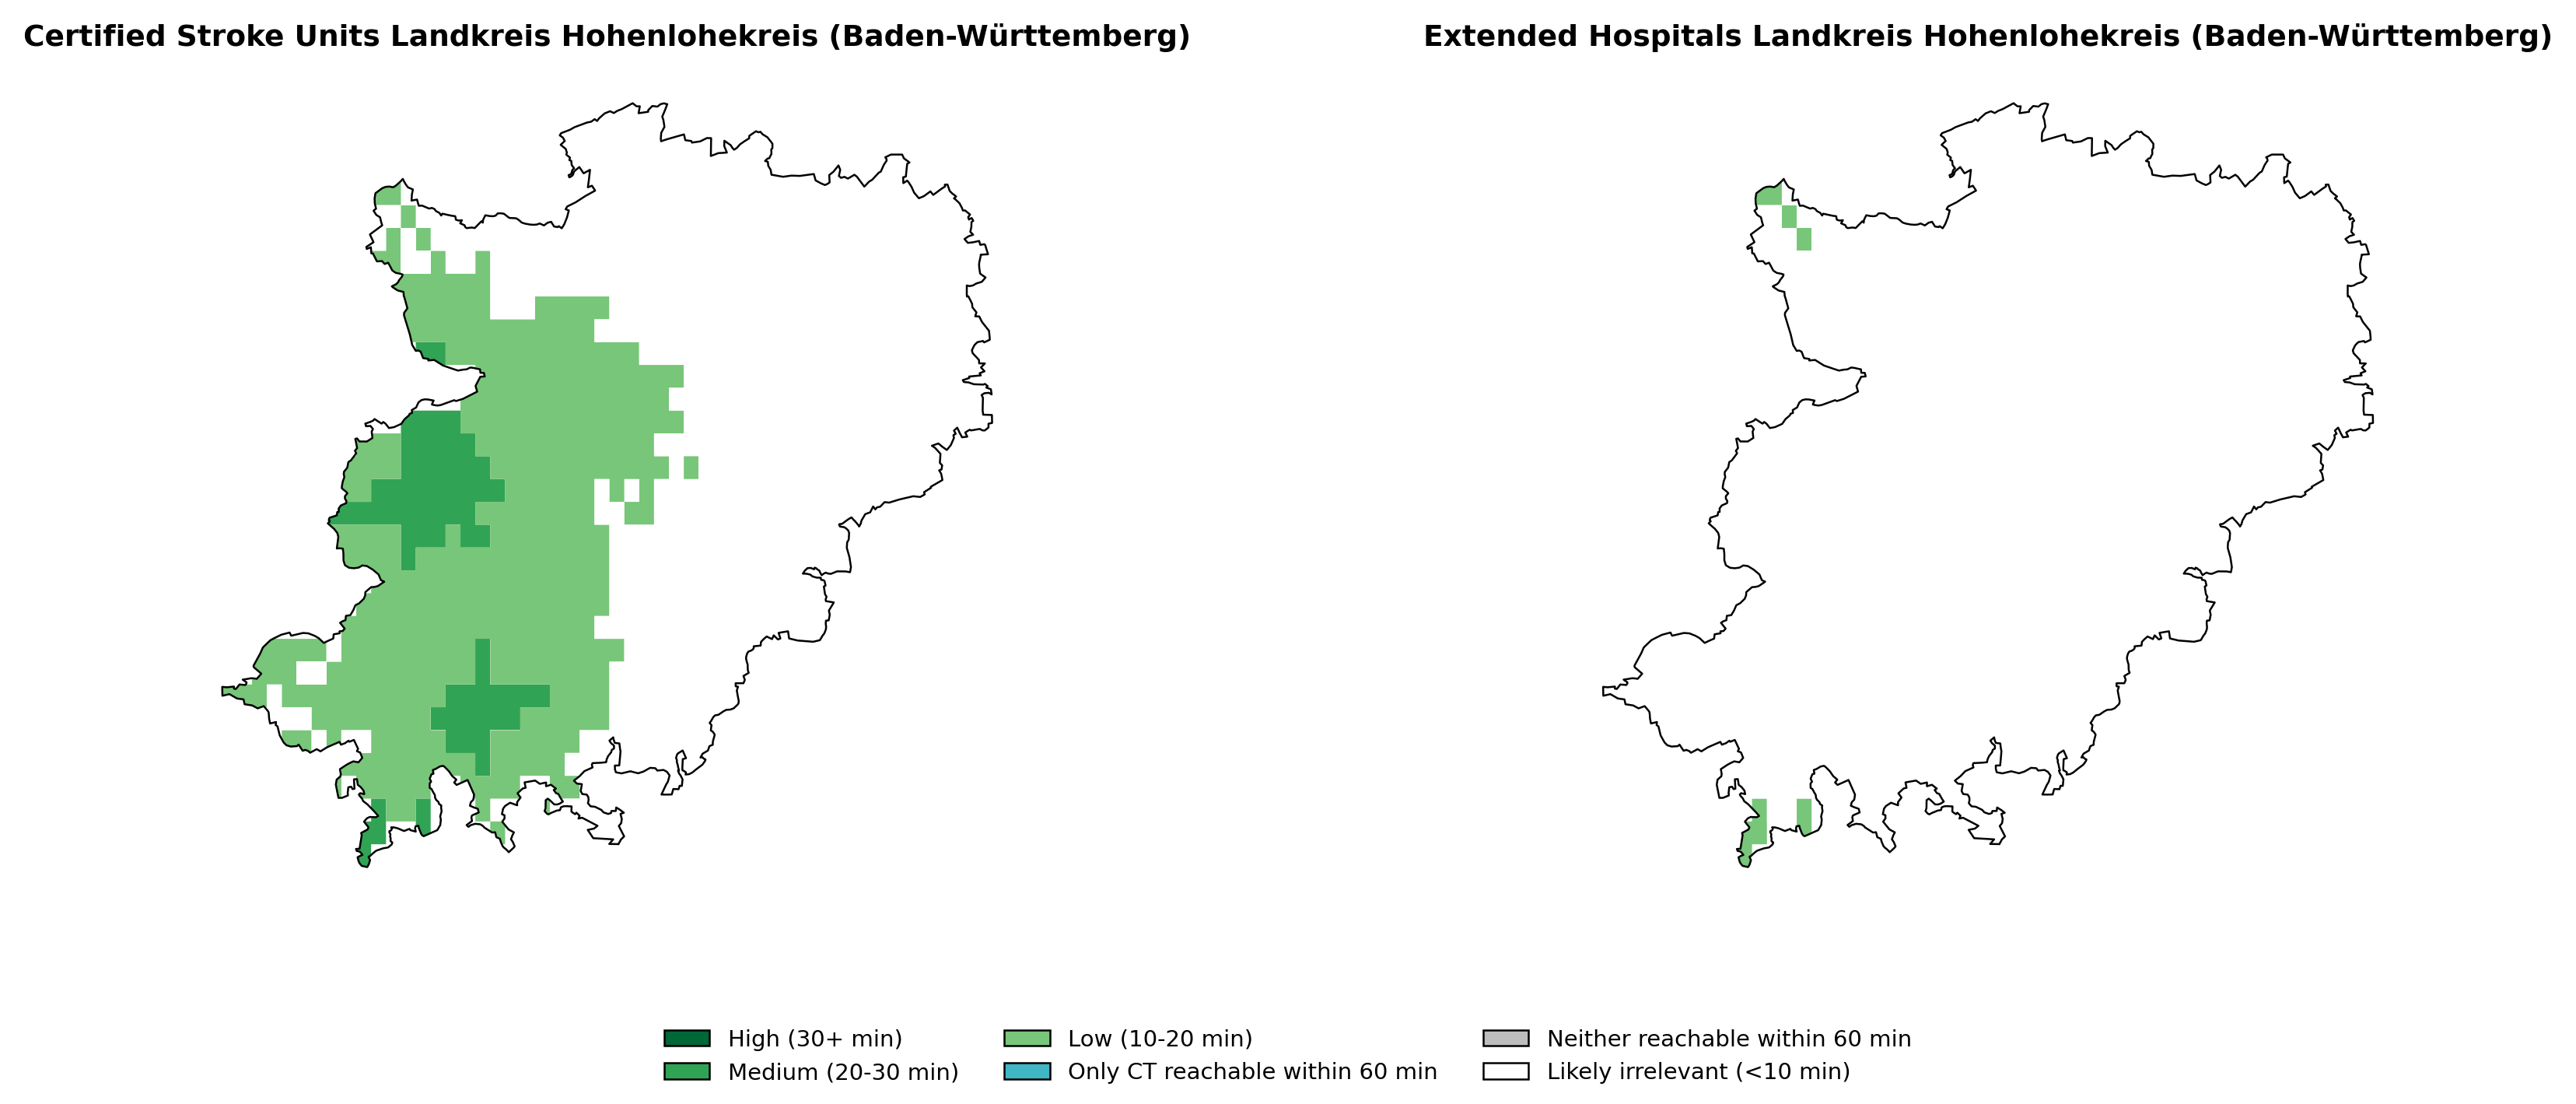 Certified Stroke Units Landkreis Hohenlohekreis (Baden-Württemberg)
Extended Hospitals Landkreis Hohenlohekreis (Baden-Württemberg)
High (30+ min)
Medium (20-30 min)
Low (10-20 min)
Only CT reachable within 60 min
Neither reachable within 60 min
Likely irrelevant (<10 min)